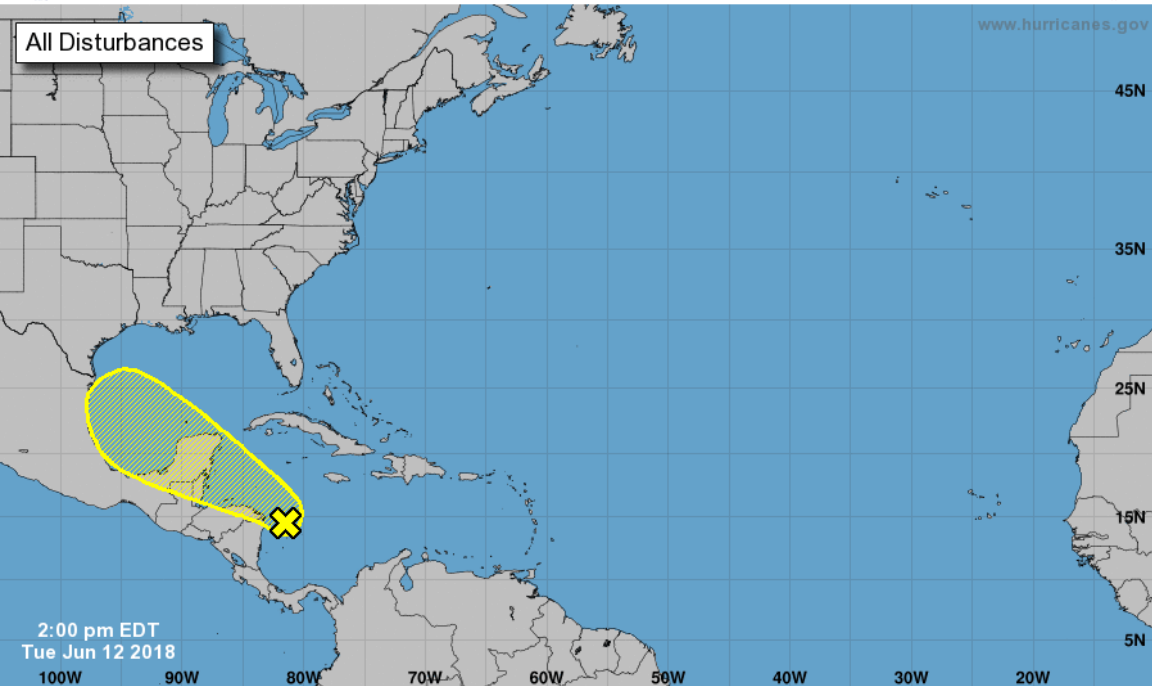 www.hurricanes.gov
All Disturbances
45N
35N
25N
15N
2:00 pm EDT
Tue Jun 12 2018
5N
100W 90W 80W 70W 60W 50W 40W 30W 20W